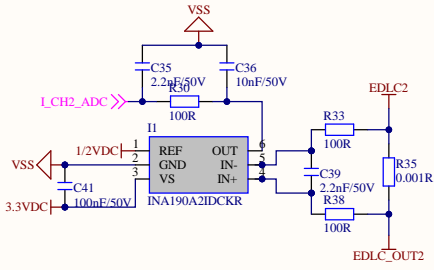 VSS
C35
2.2nF/50V
C36
10nF/50V
I_CH2_ADC
R30
100R
EDLC2
I1
1/2VDC
1
REF
OUT
6
VSS
2
GND
IN-
5
3
VS
IN+
4
C41
100nF/50V
3.3VDC
INA190A2IDCKR
R33
100R
C39
2.2nF/50V
R38
100R
R35
0.001R
EDLC_OUT2